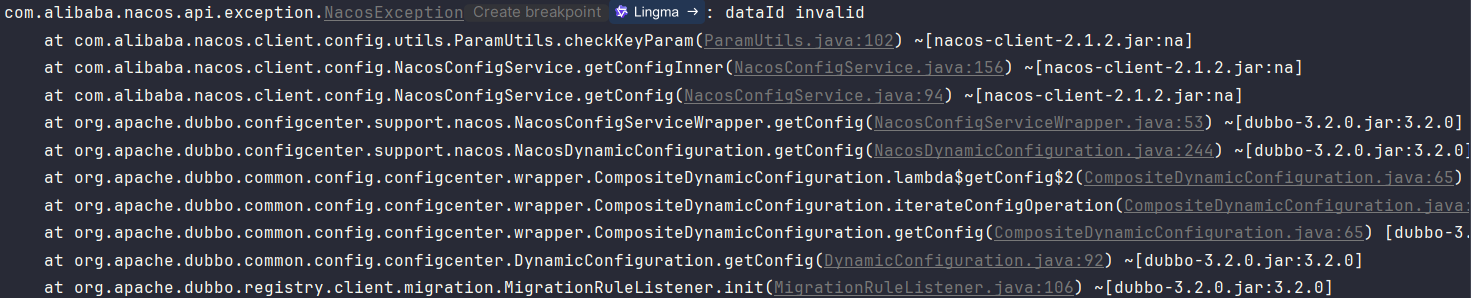 com.alibaba.nacos.api.exception.NacosException Create breakpoint Lingma → : dataId invalid
at com.alibaba.nacos.client.config.utils.ParamUtils.checkKeyParam(ParamUtils.java:102) ~[nacos-client-2.1.2.jar:na]
at com.alibaba.nacos.client.config.NacosConfigService.getConfigInner(NacosConfigService.java:156) ~[nacos-client-2.1.2.jar:na]
at com.alibaba.nacos.client.config.NacosConfigService.getConfig(NacosConfigService.java:94) ~[nacos-client-2.1.2.jar:na]
at org.apache.dubbo.configcenter.support.nacos.NacosConfigServiceWrapper.getConfig(NacosConfigServiceWrapper.java:53) ~[dubbo-3.2.0.jar:3.2.0]
at org.apache.dubbo.configcenter.support.nacos.NacosDynamicConfiguration.getConfig(NacosDynamicConfiguration.java:244) ~[dubbo-3.2.0.jar:3.2.0]
at org.apache.dubbo.common.config.configcenter.wrapper.CompositeDynamicConfiguration.lambda$getConfig$2(CompositeDynamicConfiguration.java:65)
at org.apache.dubbo.common.config.configcenter.wrapper.CompositeDynamicConfiguration.iterateConfigOperation(CompositeDynamicConfiguration.java:
at org.apache.dubbo.common.config.configcenter.wrapper.CompositeDynamicConfiguration.getConfig(CompositeDynamicConfiguration.java:65) [dubbo-3.2.
at org.apache.dubbo.common.config.configcenter.DynamicConfiguration.getConfig(DynamicConfiguration.java:92) ~[dubbo-3.2.0.jar:3.2.0]
at org.apache.dubbo.registry.client.migration.MigrationRuleListener.init(MigrationRuleListener.java:106) ~[dubbo-3.2.0.jar:3.2.0]